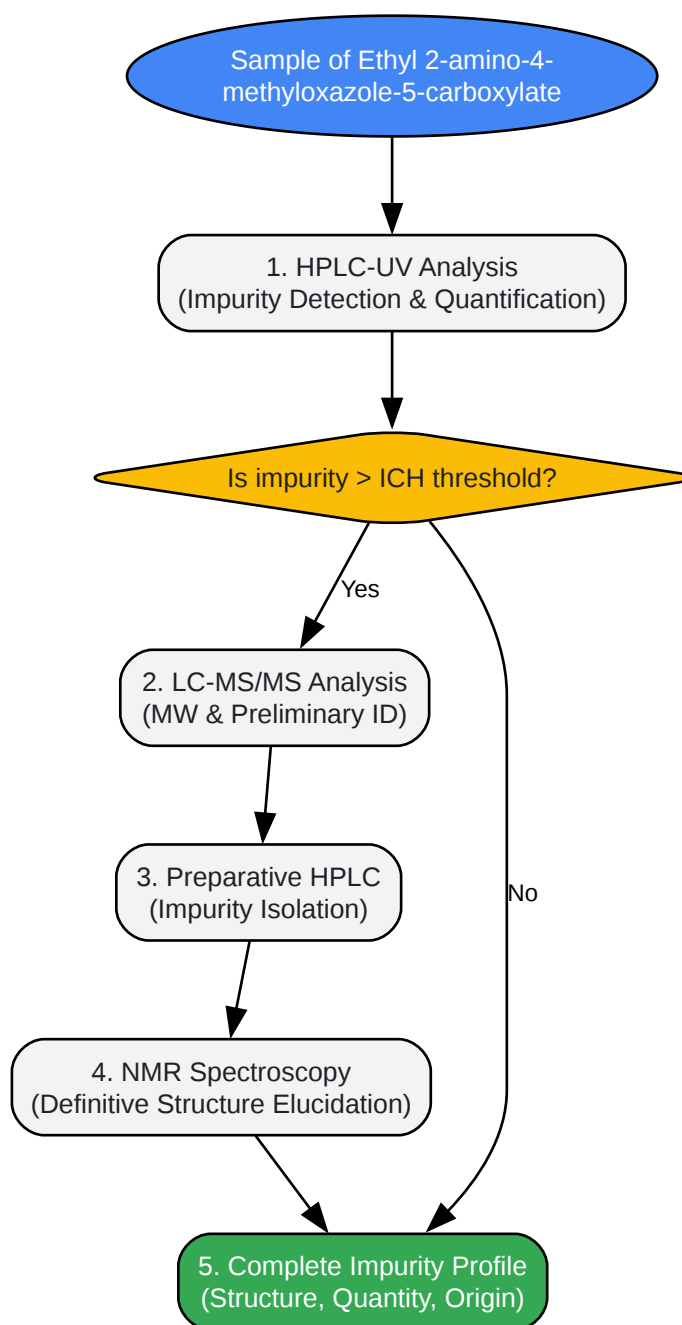 Sample of Ethyl 2-amino-4-
methyloxazole-5-carboxylate
1. HPLC-UV Analysis
(Impurity Detection & Quantification)
Is impurity > ICH threshold?
Yes
2. LC-MS/MS Analysis
(MW & Preliminary ID)
3. Preparative HPLC
(Impurity Isolation)
No
4. NMR Spectroscopy
(Definitive Structure Elucidation)
5. Complete Impurity Profile
(Structure, Quantity, Origin)